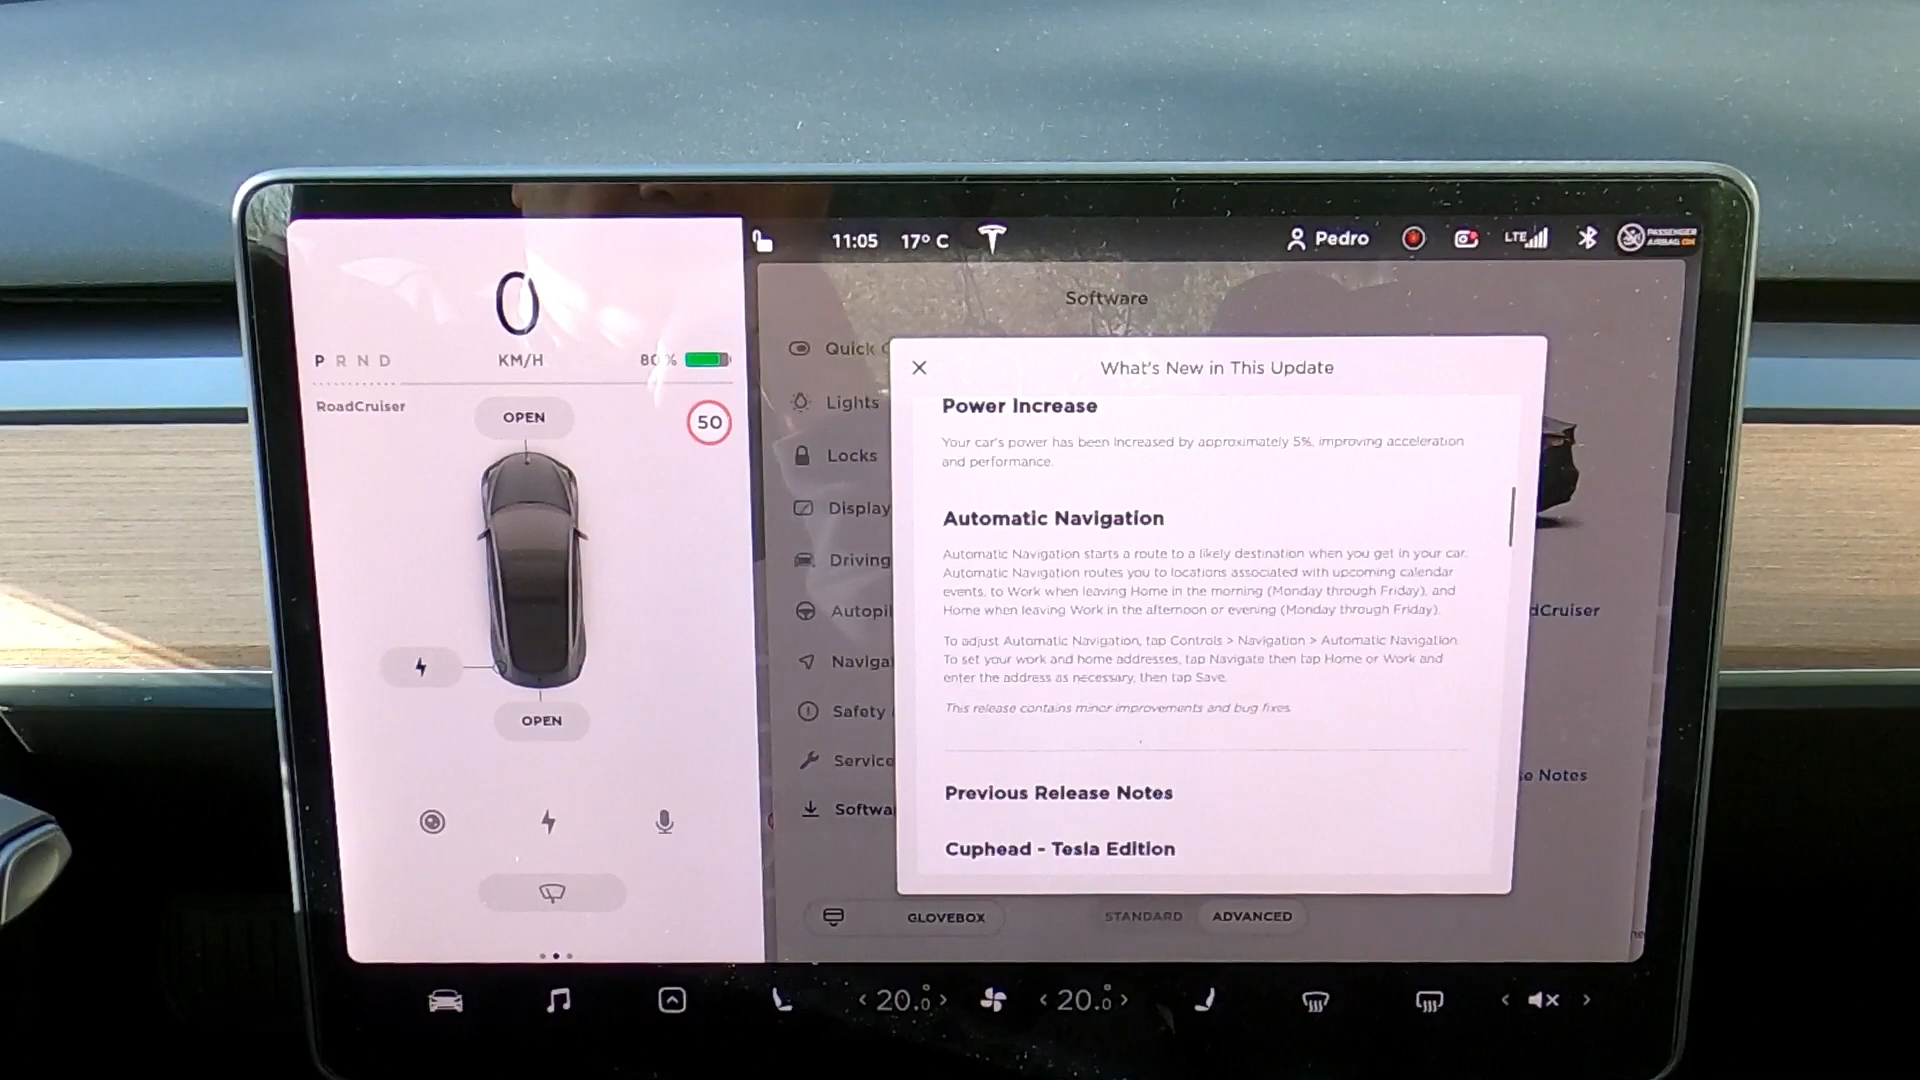 11:05 17° C Pedro LTE PASSENGER AIRBAG ON
0
P R N D KM/H 80 %
RoadCruiser
OPEN
50
OPEN
Software
Quick
Lights
Locks
Display
Driving
Autopil
Naviga
Safety
Service
Softwa
What's New in This Update
Power Increase
Your car's power has been increased by approximately 5%, improving acceleration
and performance.
Automatic Navigation
Automatic Navigation starts a route to a likely destination when you get in your car.
Automatic Navigation routes you to locations associated with upcoming calendar
events, to Work when leaving Home in the morning (Monday through Friday), and
Home when leaving Work in the afternoon or evening (Monday through Friday).
To adjust Automatic Navigation, tap Controls > Navigation > Automatic Navigation.
To set your work and home addresses, tap Navigate then tap Home or Work and
enter the address as necessary, then tap Save.
This release contains minor improvements and bug fixes.
Previous Release Notes
Cuphead - Tesla Edition
dCruiser
Notes
GLOVEBOX STANDARD ADVANCED
20.0 20.0